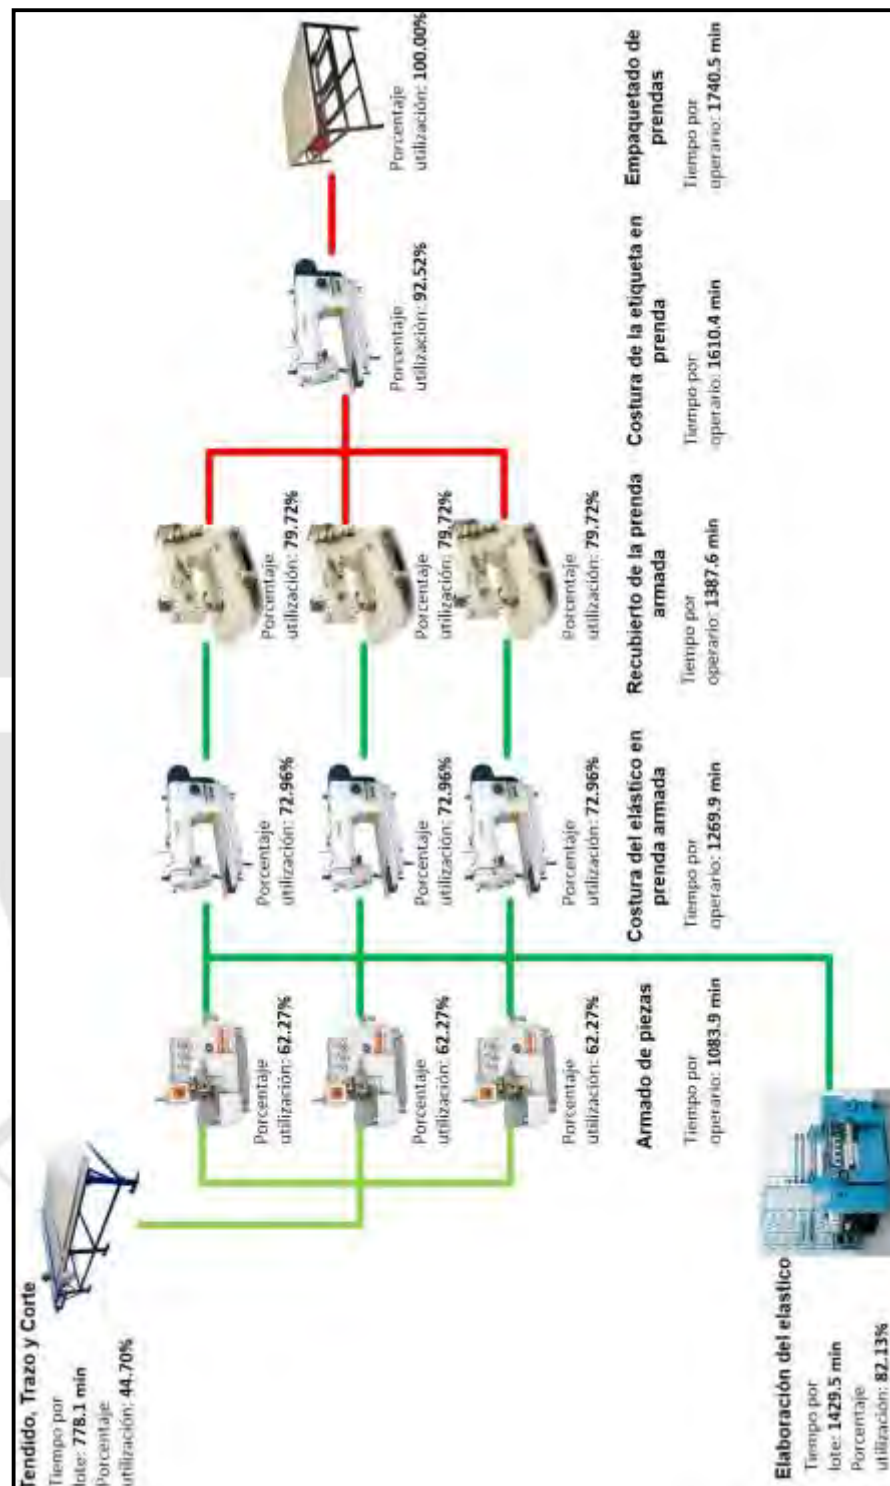 Tendido, Trazo y Corte
Tiempo por
lote: 778.1 min
Porcentaje
utilización: 44.70%
Porcentaje
utilización: 62.27%
Porcentaje
utilización: 62.27%
Porcentaje
utilización: 62.27%
Armado de piezas
Tiempo por
operario: 1083.9 min
Porcentaje
utilización: 72.96%
Porcentaje
utilización: 72.96%
Porcentaje
utilización: 72.96%
Costura del elástico en
prenda armada
Tiempo por
operario: 1269.9 min
Porcentaje
utilización: 79.72%
Porcentaje
utilización: 79.72%
Porcentaje
utilización: 79.72%
Recubierto de la prenda
armada
Tiempo por
operario: 1387.6 min
Porcentaje
utilización: 92.52%
Costura de la etiqueta en
prenda
Tiempo por
operario: 1610.4 min
Porcentaje
utilización: 100.00%
Empaquetado de
prendas
Tiempo por
operario: 1740.5 min
Elaboración del elastico
Tiempo por
lote: 1429.5 min
Porcentaje
utilización: 82.13%